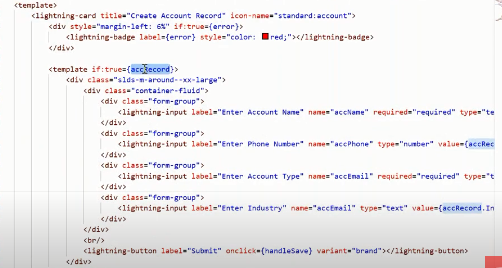 <template>
<lightning-card title="Create Account Record" icon-name="standard:account">
<div style="margin-left: 6%" if:true={error}>
<lightning-badge label={error} style="color: red;"></lightning-badge>
</div>
<template if:true={accRecord}>
<div class="slds-m-around--xx-large">
<div class="container-fluid">
<div class="form-group">
<lightning-input label="Enter Account Name" name="accName" required="required" type="te
</div>
<div class="form-group">
<lightning-input label="Enter Phone Number" name="accPhone" type="number" value={accRec
</div>
<div class="form-group">
<lightning-input label="Enter Account Type" name="accEmail" required="required" type="t
</div>
<div class="form-group">
<lightning-input label="Enter Industry" name="accEmail" type="text" value={accRecord.In
</div>
</div>
<br/>
<lightning-button label="Submit" onclick={handleSave} variant="brand"></lightning-button>
</div>